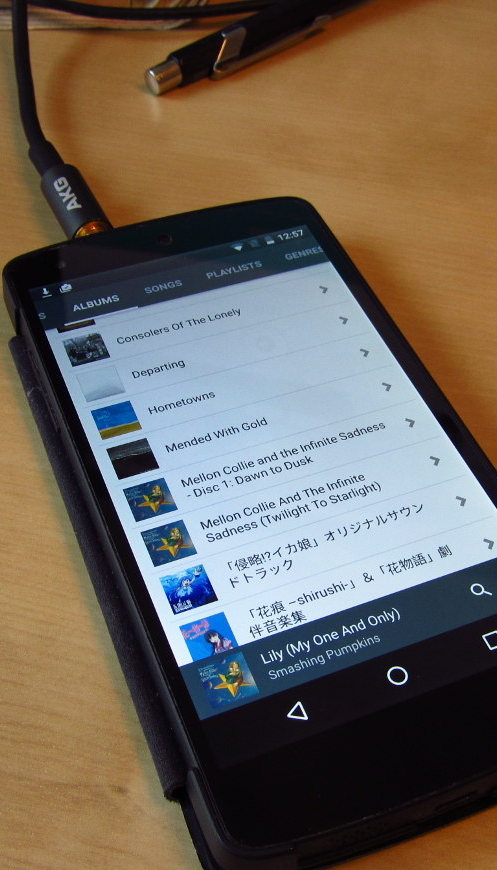 AKG
12:57
S ALBUMS SONGS PLAYLISTS GENRES
Consolers Of The Lonely
Departing
Hometowns
Mended With Gold
Mellon Collie and the Infinite Sadness
- Disc 1: Dawn to Dusk
Mellon Collie And The Infinite
Sadness (Twilight To Starlight)
「侵略!?イカ娘」オリジナルサウン
ドトラック
「花痕 –shirushi-」&「花物語」劇
伴音楽集
Lily (My One And Only)
Smashing Pumpkins